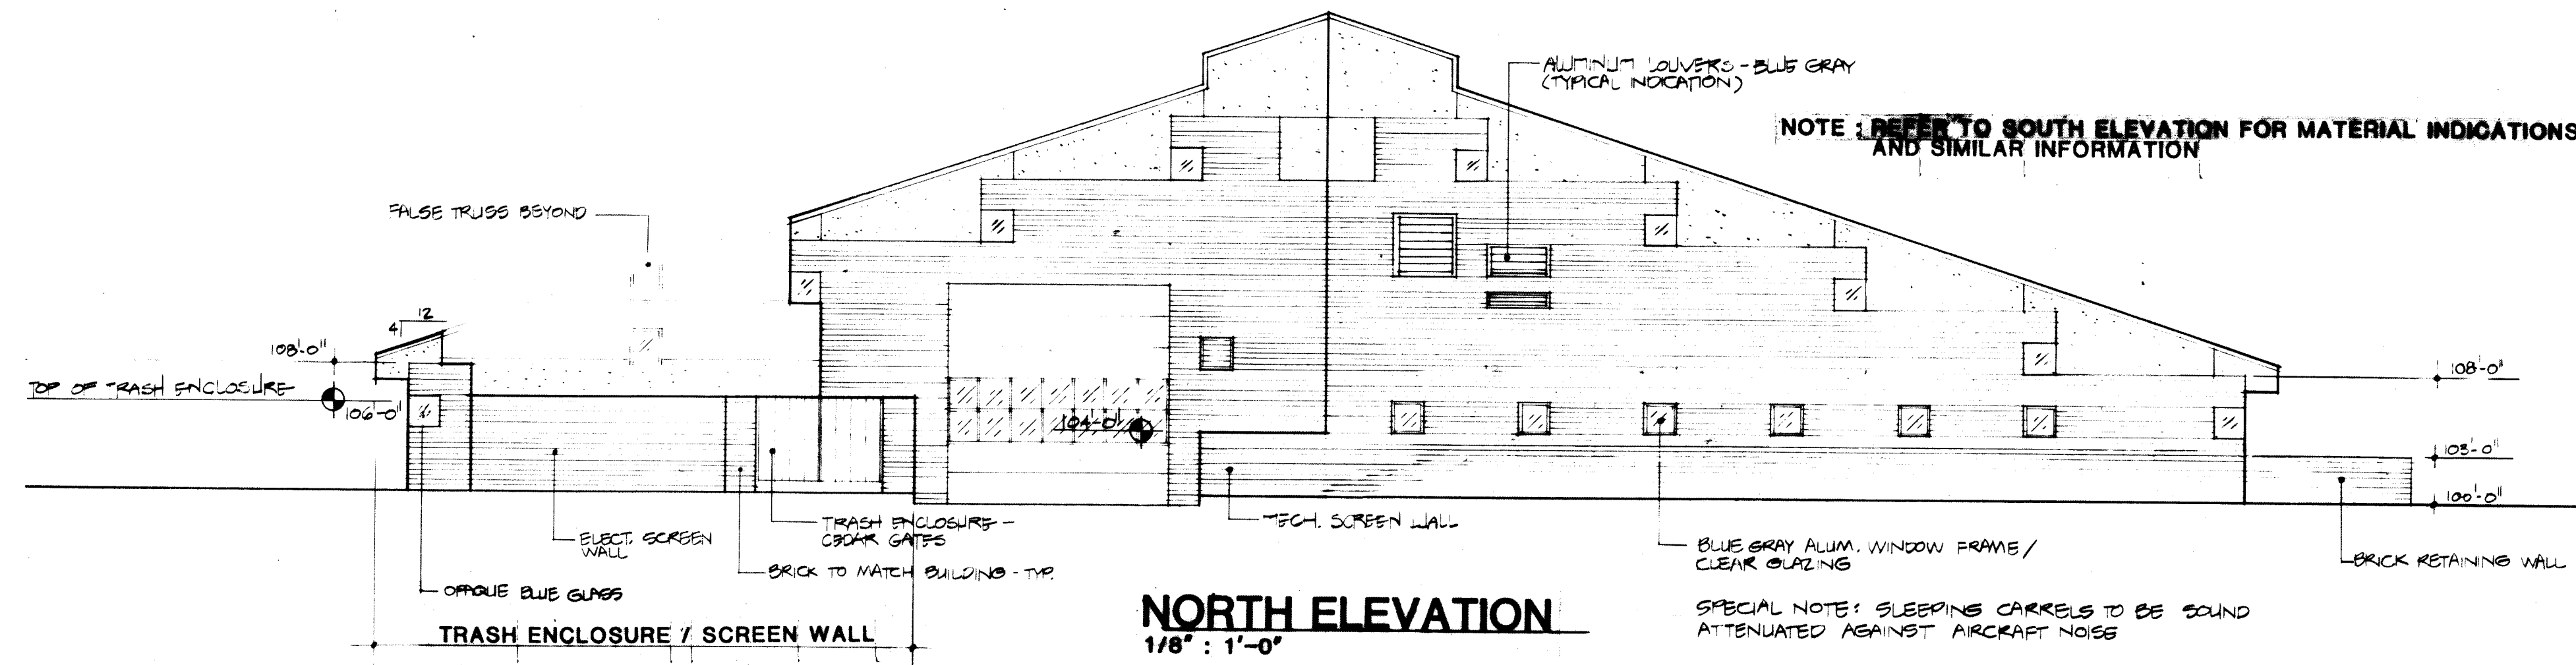 ALUMINUM LOUVERS - BLUE GRAY
(TYPICAL INDICATION)
NOTE : REFER TO SOUTH ELEVATION FOR MATERIAL INDICATIONS
AND SIMILAR INFORMATION
FALSE TRUSS BEYOND
12
4
108'-0"
TOP OF TRASH ENCLOSURE
106'-0"
104'-0"
108'-0"
103'-0"
100'-0"
TRASH ENCLOSURE -
CEDAR GATES
TECH. SCREEN WALL
ELECT. SCREEN
WALL
BRICK TO MATCH BUILDING - TYP.
OPAQUE BLUE GLASS
BLUE GRAY ALUM. WINDOW FRAME /
CLEAR GLAZING
BRICK RETAINING WALL
TRASH ENCLOSURE / SCREEN WALL
NORTH ELEVATION
1/8" : 1'-0"
SPECIAL NOTE: SLEEPING CARRELS TO BE SOUND
ATTENUATED AGAINST AIRCRAFT NOISE